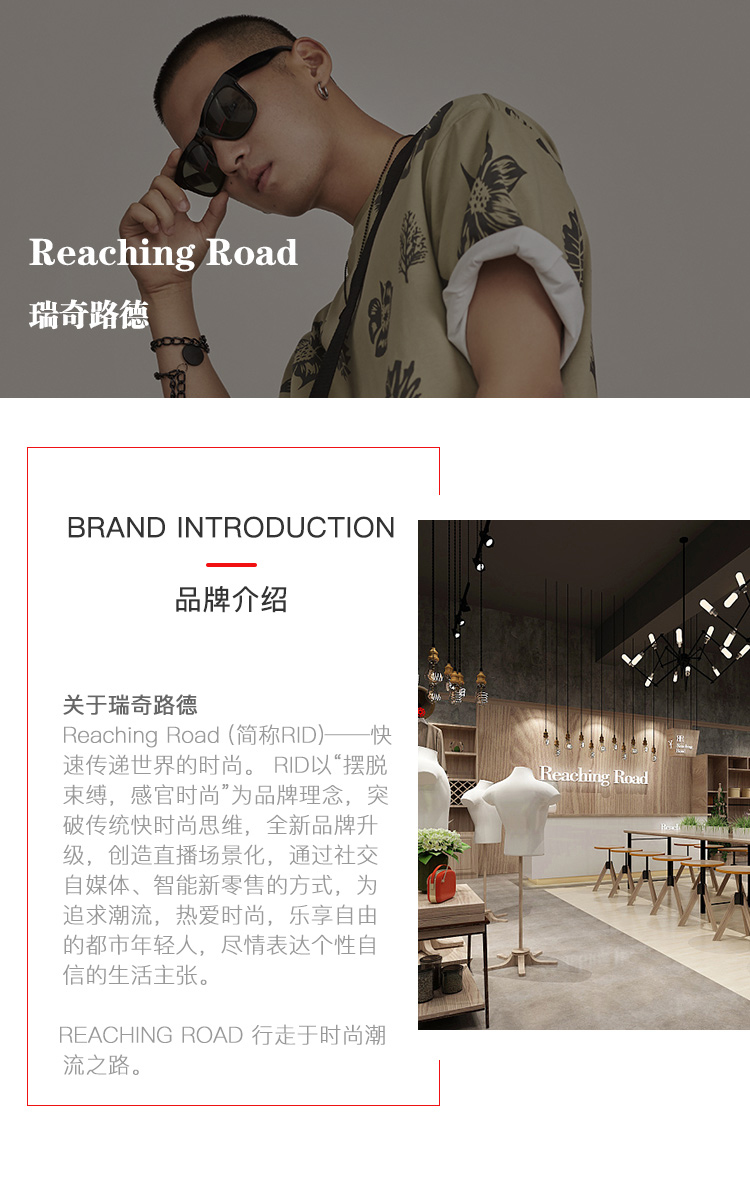 Reaching Road
瑞奇路德
BRAND INTRODUCTION
品牌介绍
关于瑞奇路德
Reaching Road (简称RID)——快
速传递世界的时尚。 RID以“摆脱
束缚，感官时尚”为品牌理念，突
破传统快时尚思维，全新品牌升
级，创造直播场景化，通过社交
自媒体、智能新零售的方式，为
追求潮流，热爱时尚，乐享自由
的都市年轻人，尽情表达个性自
信的生活主张。
REACHING ROAD 行走于时尚潮
流之路。
Reaching Road
Reaching
Road